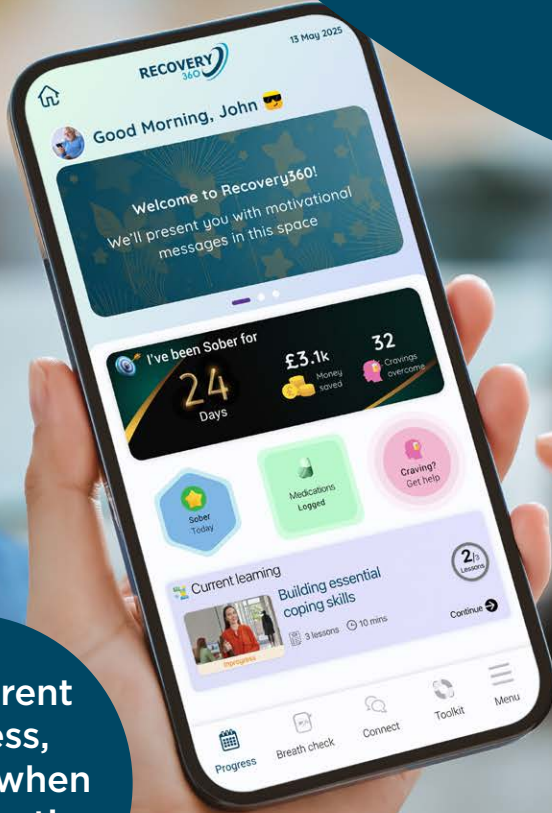 13 May 2025
RECOVERY
360
Good Morning, John
Welcome to Recovery360!
We'll present you with motivational
messages in this space
I've been Sober for
24
Days
£3.1k
Money
saved
32
Cravings
overcome
Sober
Today
Medications
Logged
Craving?
Get help
Current learning
Building essential
coping skills
3 lessons
10 mins
Inprogress
2/3
Lessons
Continue
Progress
Breath check
Connect
Toolkit
Menu
when